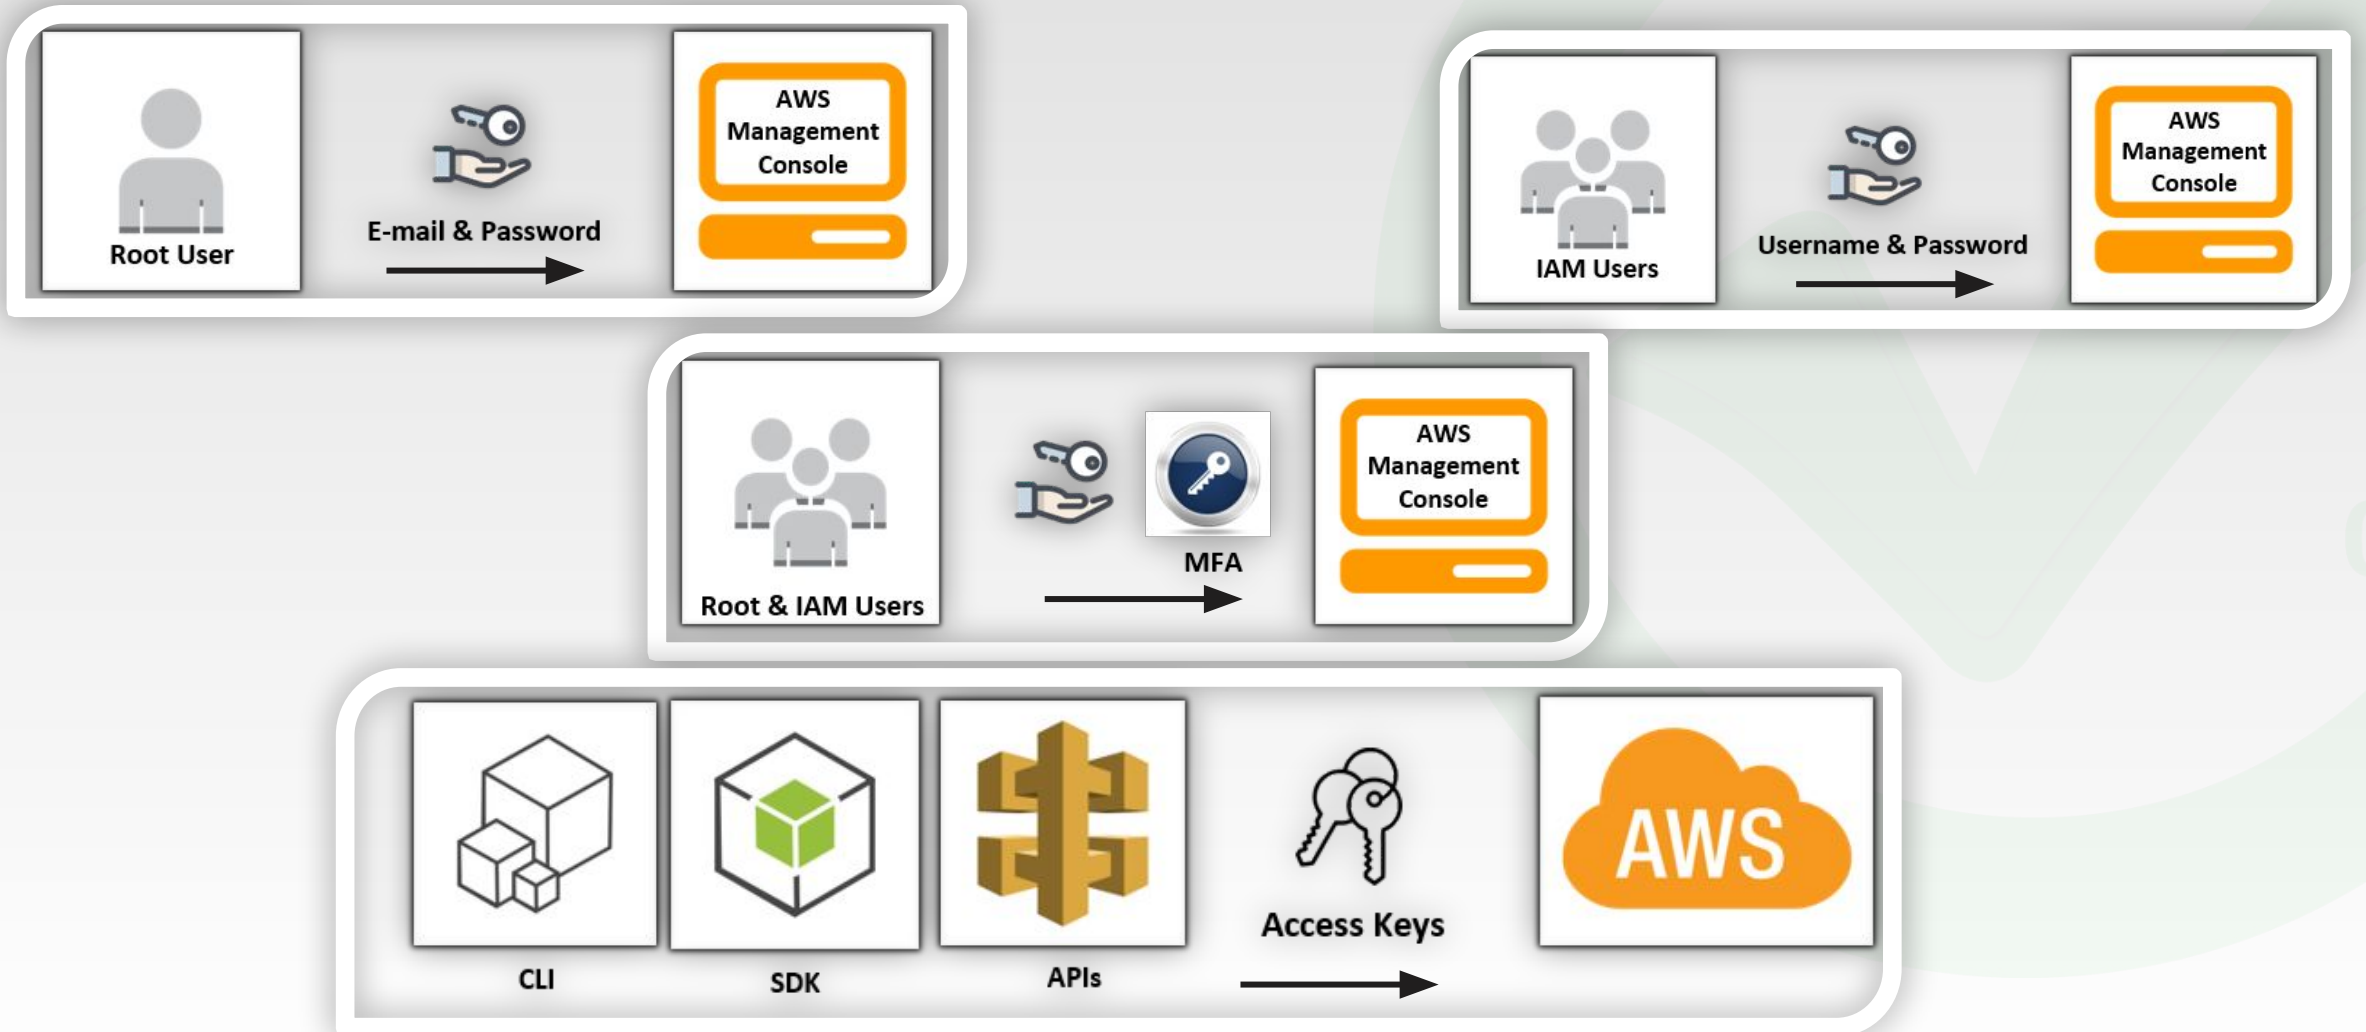 Root User
E-mail & Password
AWS
Management
Console
IAM Users
Username & Password
AWS
Management
Console
Root & IAM Users
MFA
AWS
Management
Console
CLI
SDK
APIs
Access Keys
AWS